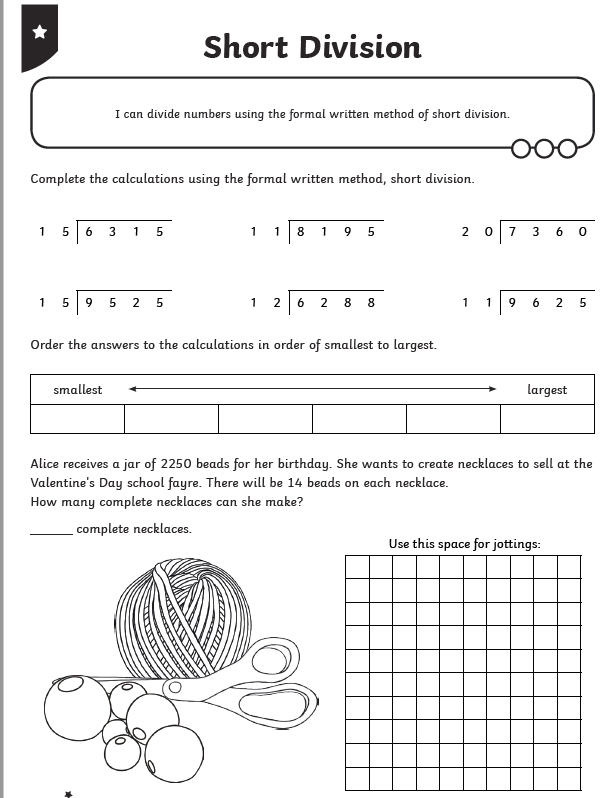 Short Division
I can divide numbers using the formal written method of short division.
Complete the calculations using the formal written method, short division.
1 5 6 3 1 5 1 1 8 1 9 5 2 0 7 3 6 0
1 5 9 5 2 5 1 2 6 2 8 8 1 1 9 6 2 5
Order the answers to the calculations in order of smallest to largest.
smallest largest
Alice receives a jar of 2250 beads for her birthday. She wants to create necklaces to sell at the
Valentine's Day school fayre. There will be 14 beads on each necklace.
How many complete necklaces can she make?
______ complete necklaces.
Use this space for jottings: